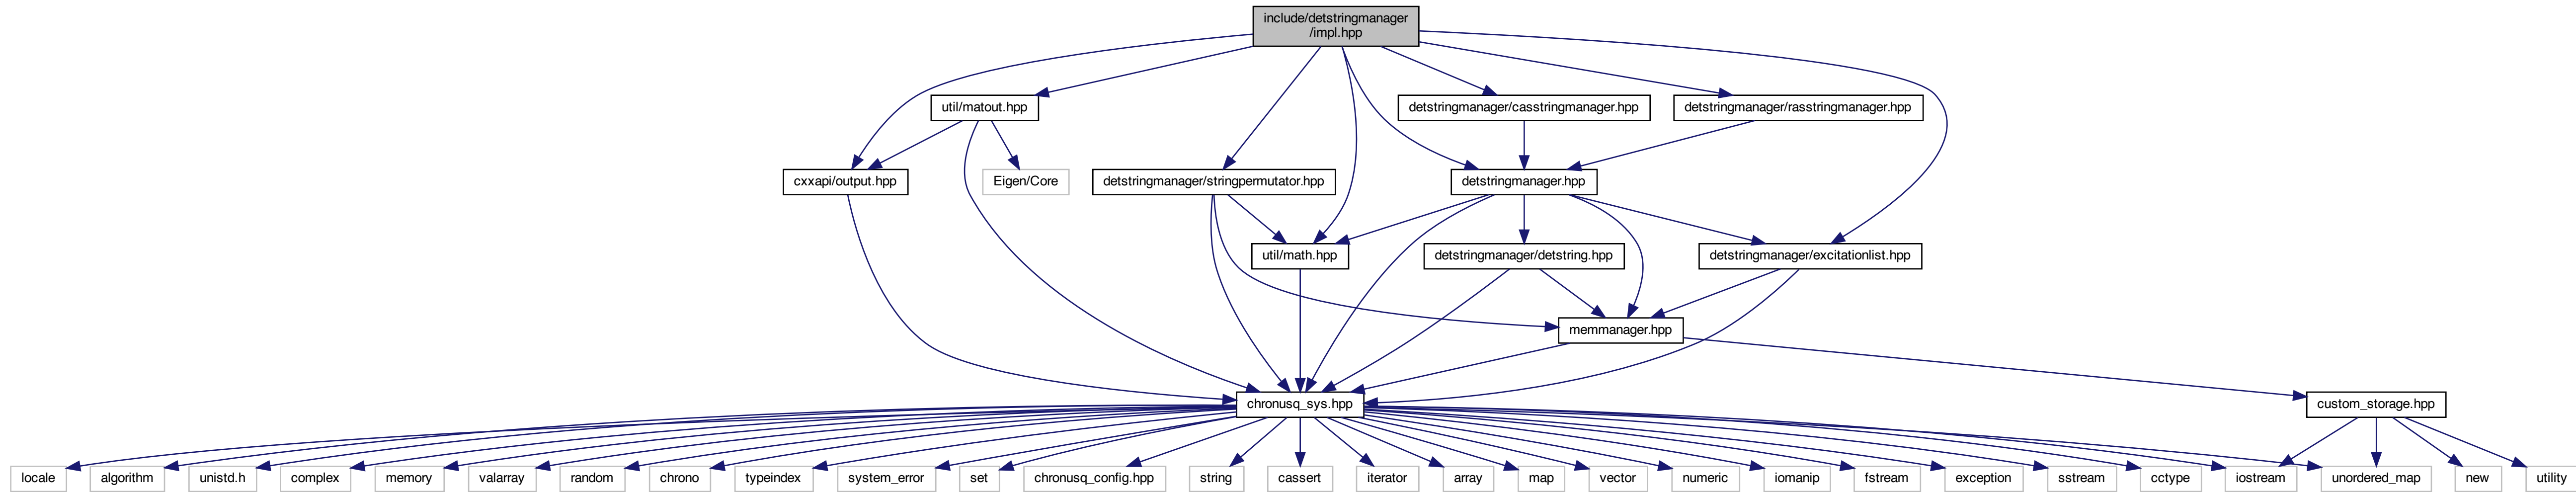 include/detstringmanager
/impl.hpp
util/matout.hpp
detstringmanager/casstringmanager.hpp
detstringmanager/rasstringmanager.hpp
cxxapi/output.hpp
Eigen/Core
detstringmanager/stringpermutator.hpp
detstringmanager.hpp
util/math.hpp
detstringmanager/detstring.hpp
detstringmanager/excitationlist.hpp
memmanager.hpp
chronusq_sys.hpp
custom_storage.hpp
locale
algorithm
unistd.h
complex
memory
valarray
random
chrono
typeindex
system_error
set
chronusq_config.hpp
string
cassert
iterator
array
map
vector
numeric
iomanip
fstream
exception
sstream
cctype
iostream
unordered_map
new
utility